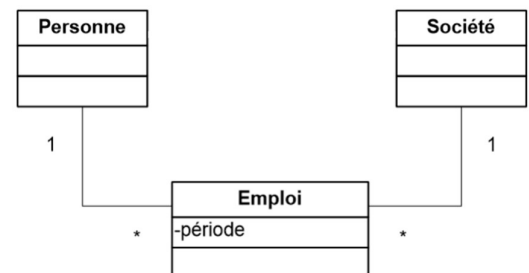 Personne
Société
1
1
Emploi
-période
*
*